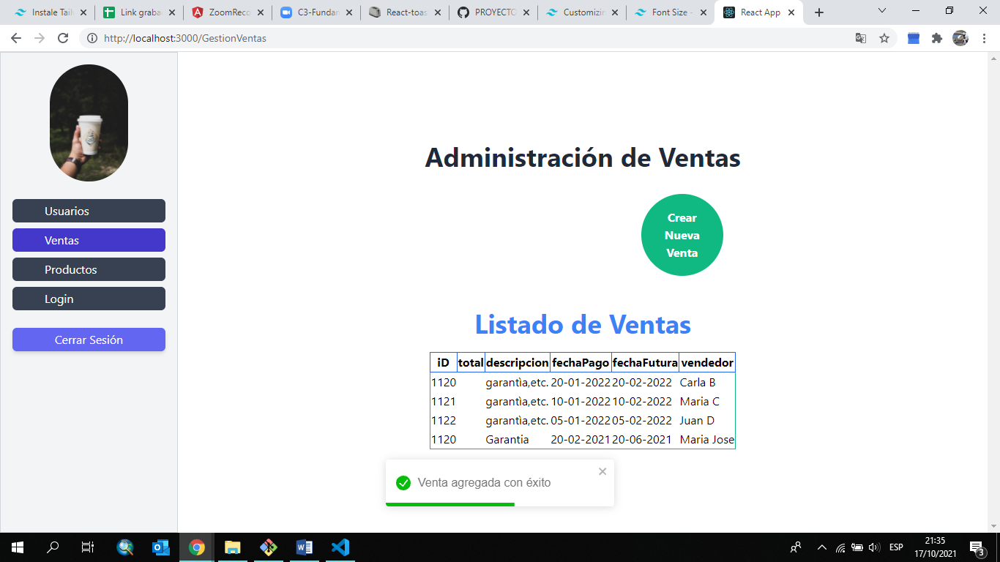 Instale Tail
Link graba
ZoomReco
C3-Fundam
React-toas
PROYECTO
Customizin
Font Size -
React App
http://localhost:3000/GestionVentas
Usuarios
Ventas
Productos
Login
Cerrar Sesión
Administración de Ventas
Crear
Nueva
Venta
Listado de Ventas
iD total descripcion fechaPago fechaFutura vendedor
1120 garantìa,etc. 20-01-2022 20-02-2022 Carla B
1121 garantìa,etc. 10-01-2022 10-02-2022 Maria C
1122 garantìa,etc. 05-01-2022 05-02-2022 Juan D
1120 Garantia 20-02-2021 20-06-2021 Maria Jose
Venta agregada con éxito
ESP
21:35
17/10/2021
3